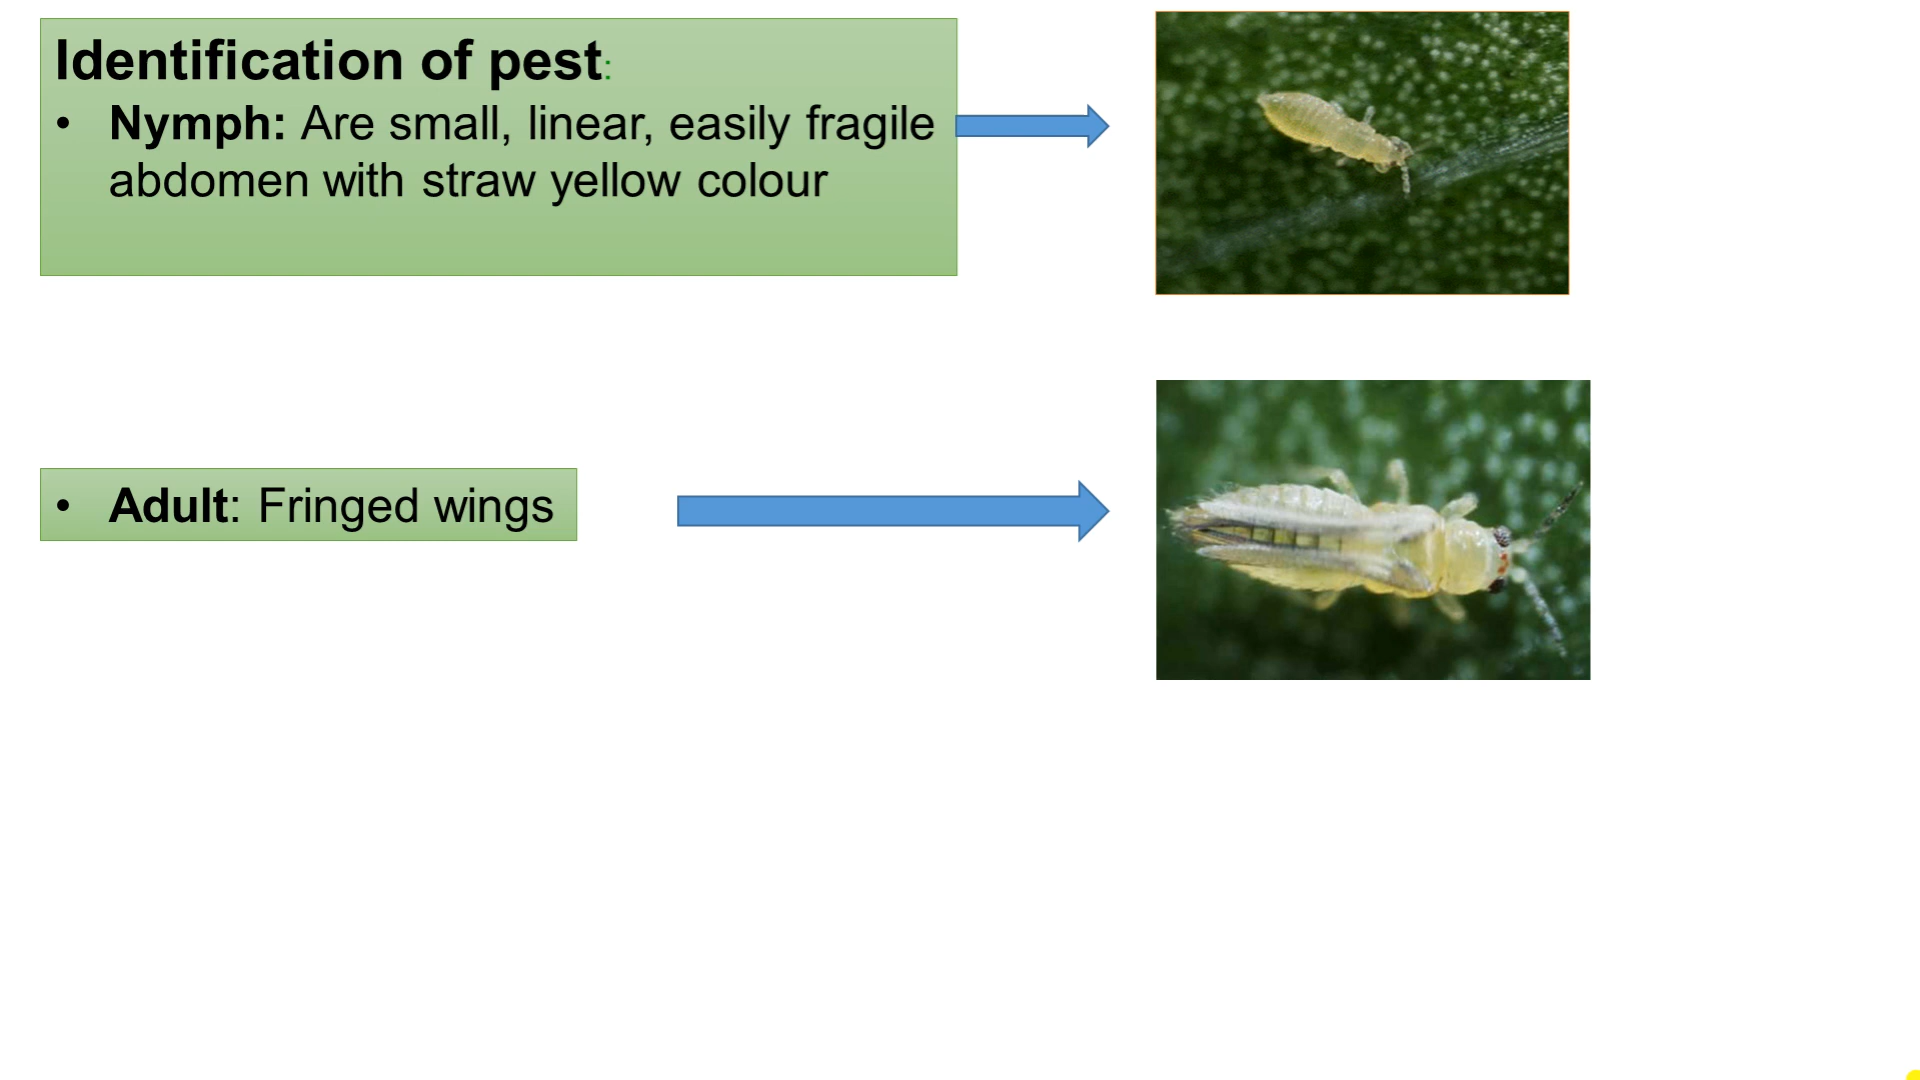 Identification of pest:
• Nymph: Are small, linear, easily fragile
abdomen with straw yellow colour
• Adult: Fringed wings